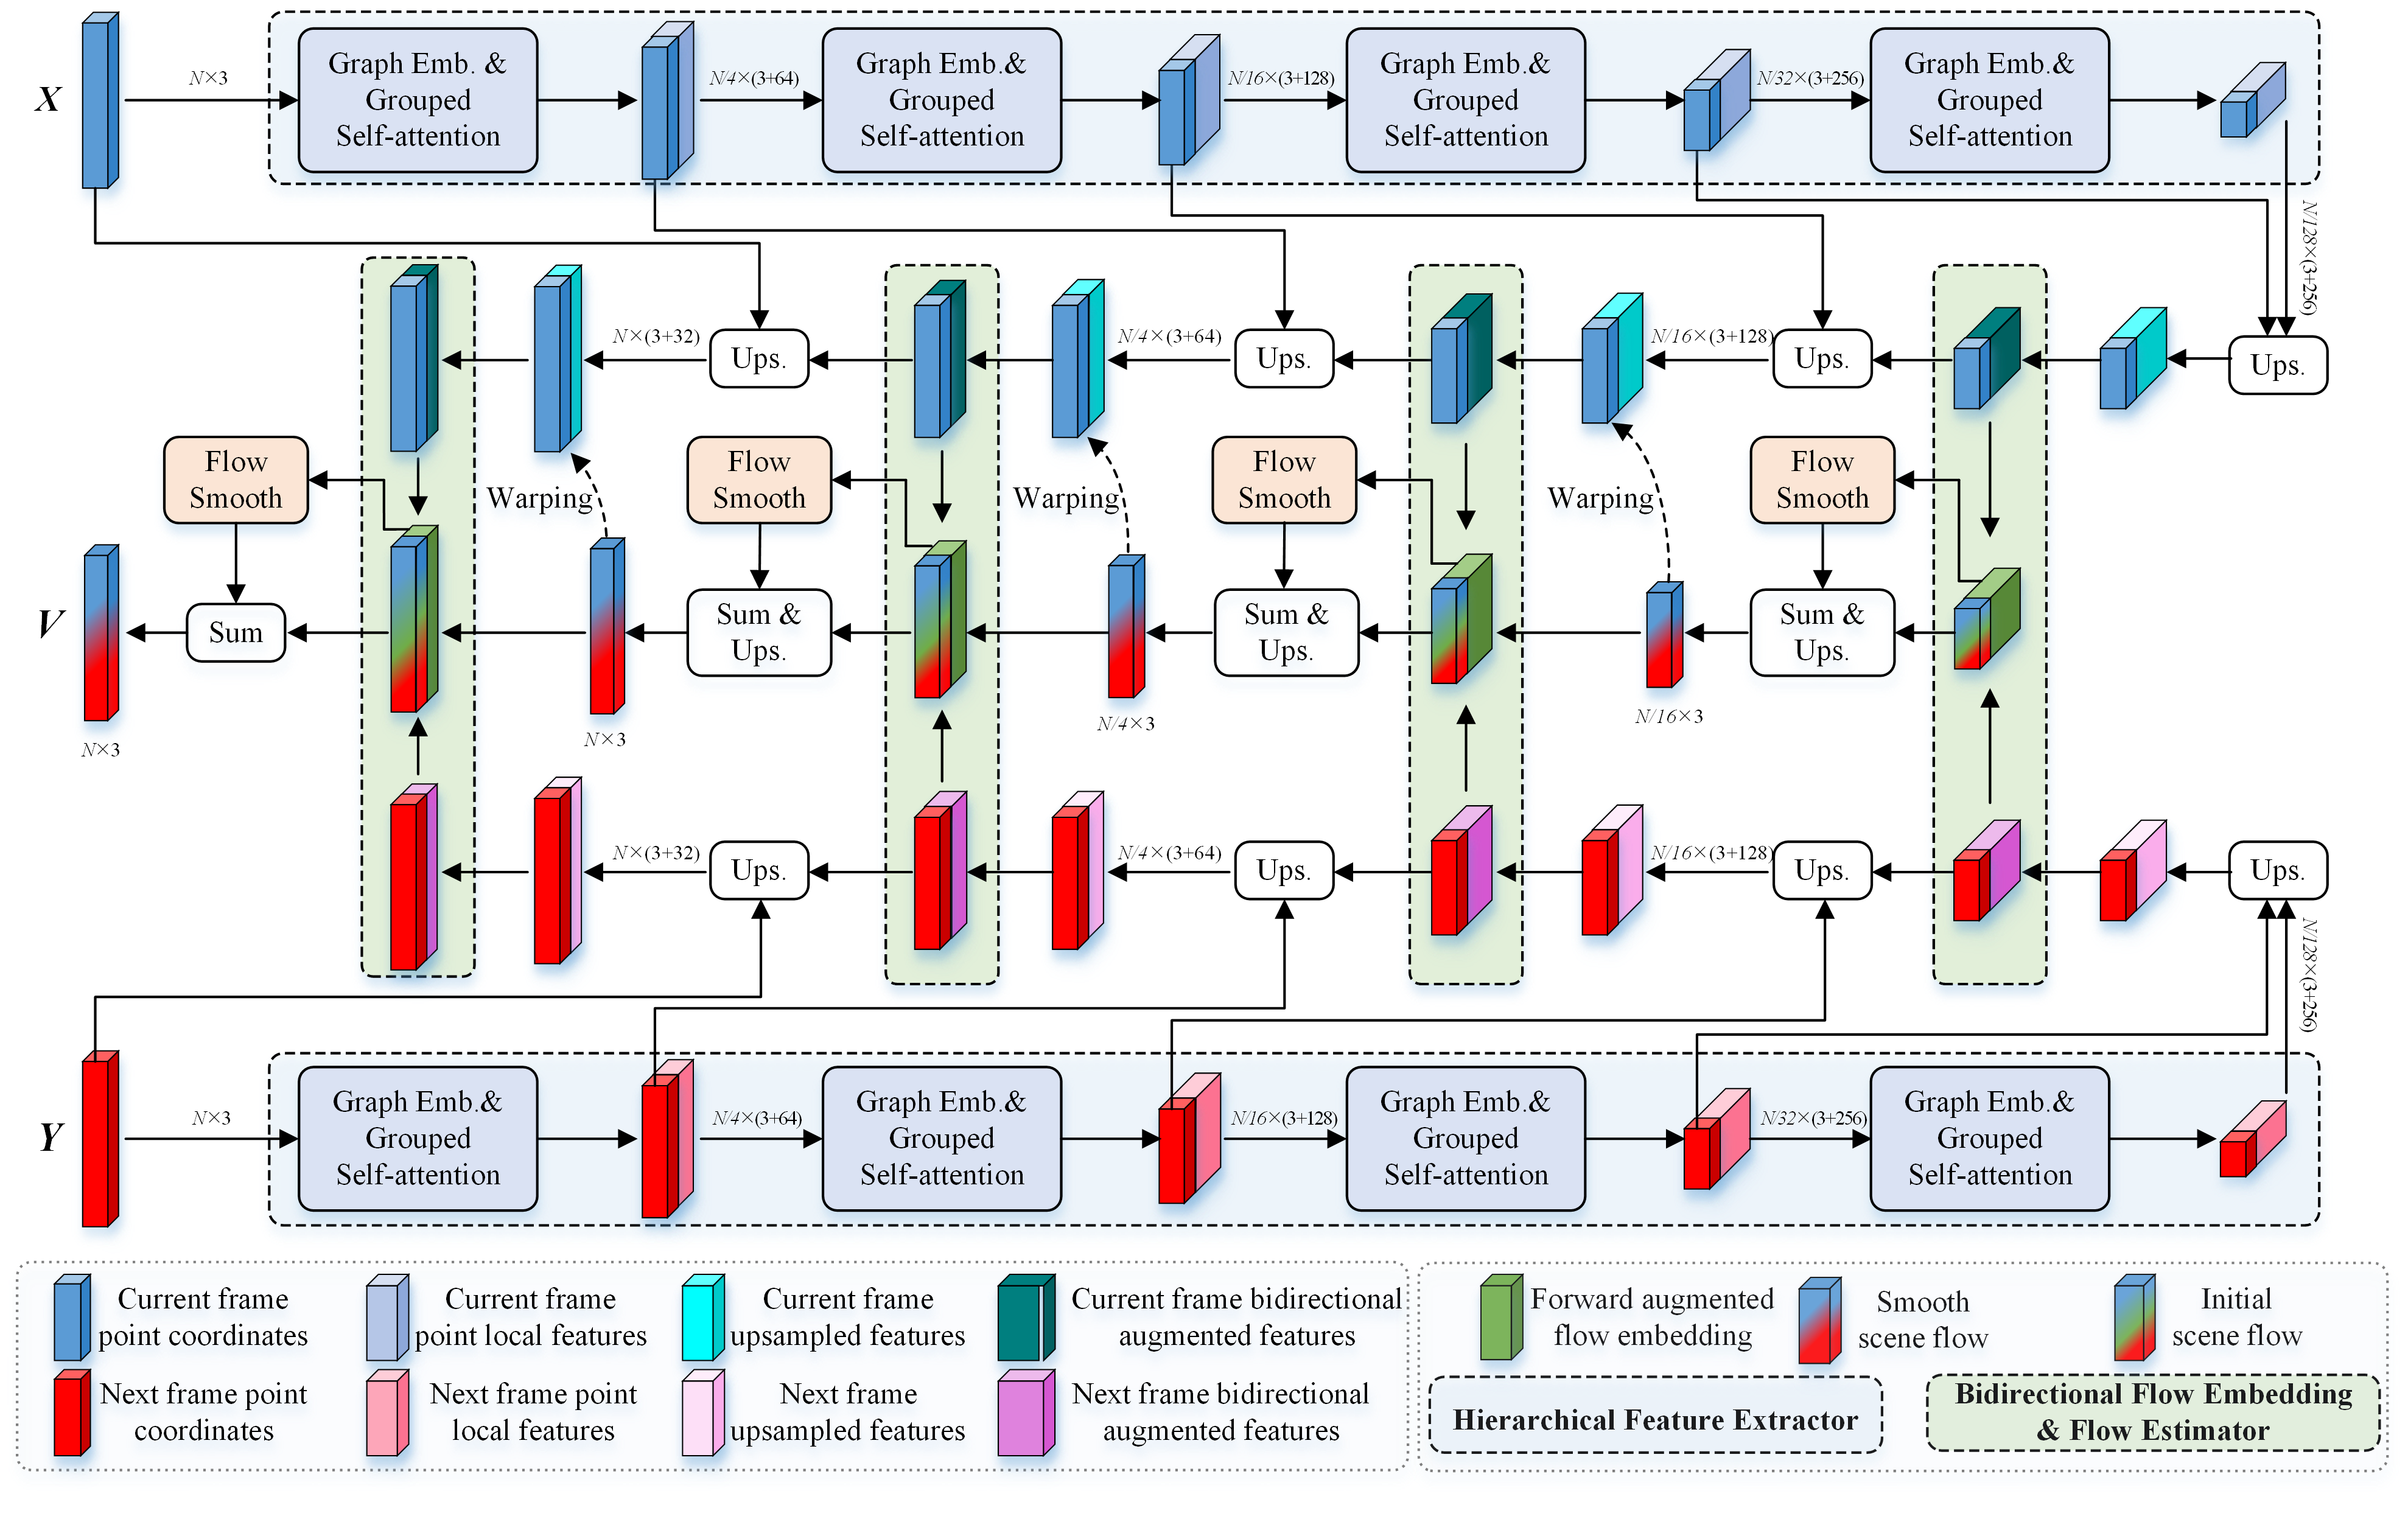 X
N×3
Graph Emb. &
Grouped
Self-attention
N/4×(3+64)
Graph Emb.&
Grouped
Self-attention
N/16×(3+128)
Graph Emb.&
Grouped
Self-attention
N/32×(3+256)
Graph Emb.&
Grouped
Self-attention
N/128×(3+256)
N×(3+32)
Ups.
N/4×(3+64)
Ups.
N/16×(3+128)
Ups.
Ups.
Flow
Smooth
Warping
Flow
Smooth
Warping
Flow
Smooth
Warping
Flow
Smooth
V
Sum
Sum &
Ups.
Sum &
Ups.
Sum &
Ups.
N×3
N×3
N/4×3
N/16×3
N×(3+32)
Ups.
N/4×(3+64)
Ups.
N/16×(3+128)
Ups.
Ups.
N/128×(3+256)
Y
N×3
Graph Emb.&
Grouped
Self-attention
N/4×(3+64)
Graph Emb.&
Grouped
Self-attention
N/16×(3+128)
Graph Emb.&
Grouped
Self-attention
N/32×(3+256)
Graph Emb.&
Grouped
Self-attention
Current frame
point coordinates
Current frame
point local features
Current frame
upsampled features
Current frame bidirectional
augmented features
Forward augmented
flow embedding
Smooth
scene flow
Initial
scene flow
Next frame point
coordinates
Next frame point
local features
Next frame
upsampled features
Next frame bidirectional
augmented features
Hierarchical Feature Extractor
Bidirectional Flow Embedding
& Flow Estimator